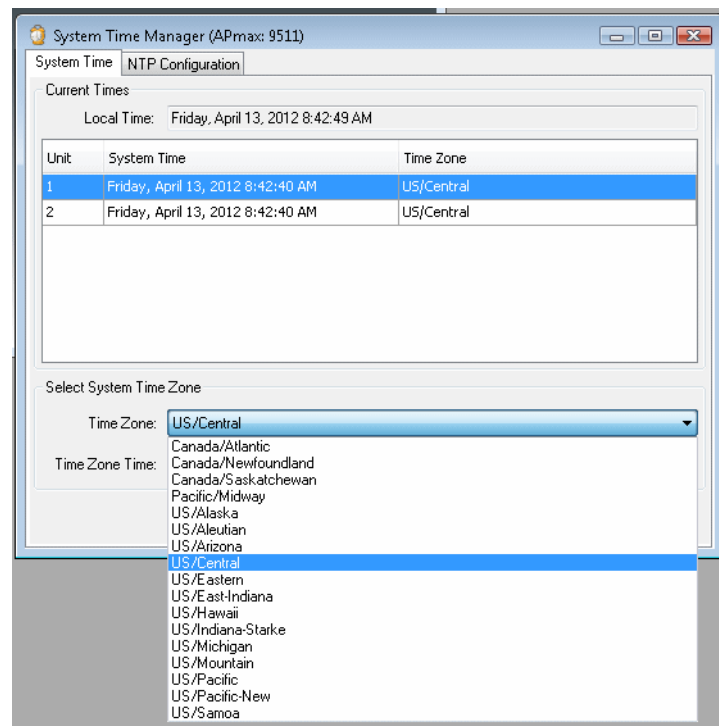 System Time Manager (APmax: 9511)
System Time NTP Configuration
Current Times
Local Time: Friday, April 13, 2012 8:42:49 AM
Unit System Time Time Zone
1 Friday, April 13, 2012 8:42:40 AM US/Central
2 Friday, April 13, 2012 8:42:40 AM US/Central
Select System Time Zone
Time Zone: US/Central
Time Zone Time:
Canada/Atlantic
Canada/Newfoundland
Canada/Saskatchewan
Pacific/Midway
US/Alaska
US/Aleutian
US/Arizona
US/Central
US/Eastern
US/East-Indiana
US/Hawaii
US/Indiana-Starke
US/Michigan
US/Mountain
US/Pacific
US/Pacific-New
US/Samoa